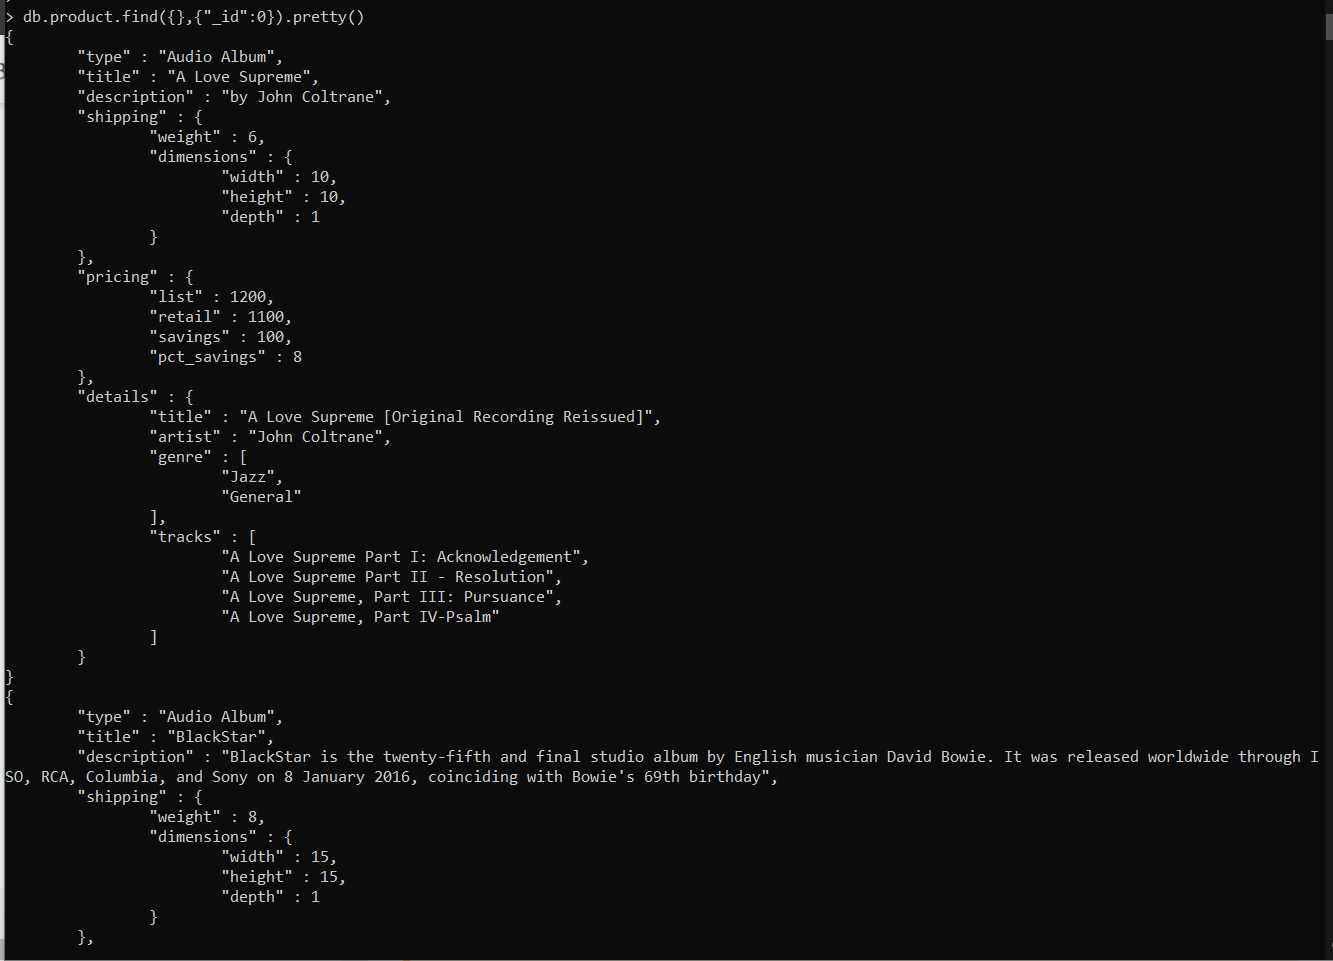 > db.product.find({},{"_id":0}).pretty()
{
"type" : "Audio Album",
"title" : "A Love Supreme",
"description" : "by John Coltrane",
"shipping" : {
"weight" : 6,
"dimensions" : {
"width" : 10,
"height" : 10,
"depth" : 1
}
},
"pricing" : {
"list" : 1200,
"retail" : 1100,
"savings" : 100,
"pct_savings" : 8
},
"details" : {
"title" : "A Love Supreme [Original Recording Reissued]",
"artist" : "John Coltrane",
"genre" : [
"Jazz",
"General"
],
"tracks" : [
"A Love Supreme Part I: Acknowledgement",
"A Love Supreme Part II - Resolution",
"A Love Supreme, Part III: Pursuance",
"A Love Supreme, Part IV-Psalm"
]
}
}
{
"type" : "Audio Album",
"title" : "BlackStar",
"description" : "BlackStar is the twenty-fifth and final studio album by English musician David Bowie. It was released worldwide through I
SO, RCA, Columbia, and Sony on 8 January 2016, coinciding with Bowie's 69th birthday",
"shipping" : {
"weight" : 8,
"dimensions" : {
"width" : 15,
"height" : 15,
"depth" : 1
}
},